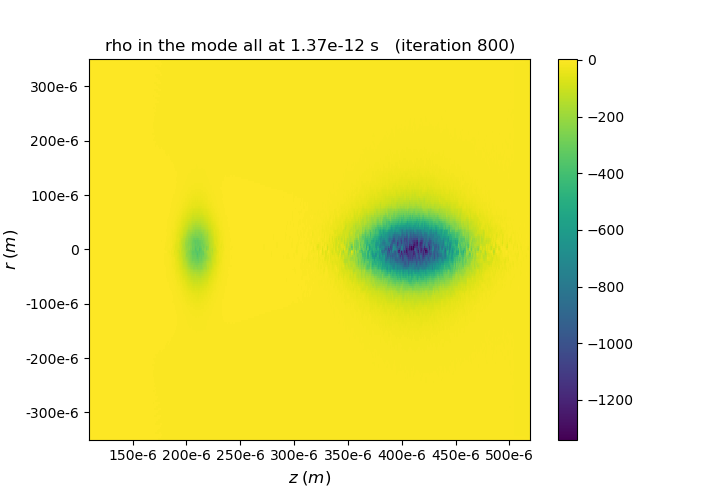 rho in the mode all at 1.37e-12 s   (iteration 800)
300e-6
200e-6
100e-6
0
-100e-6
-200e-6
-300e-6
r (m)
150e-6 200e-6 250e-6 300e-6 350e-6 400e-6 450e-6 500e-6
z (m)
0
−200
−400
−600
−800
−1000
−1200